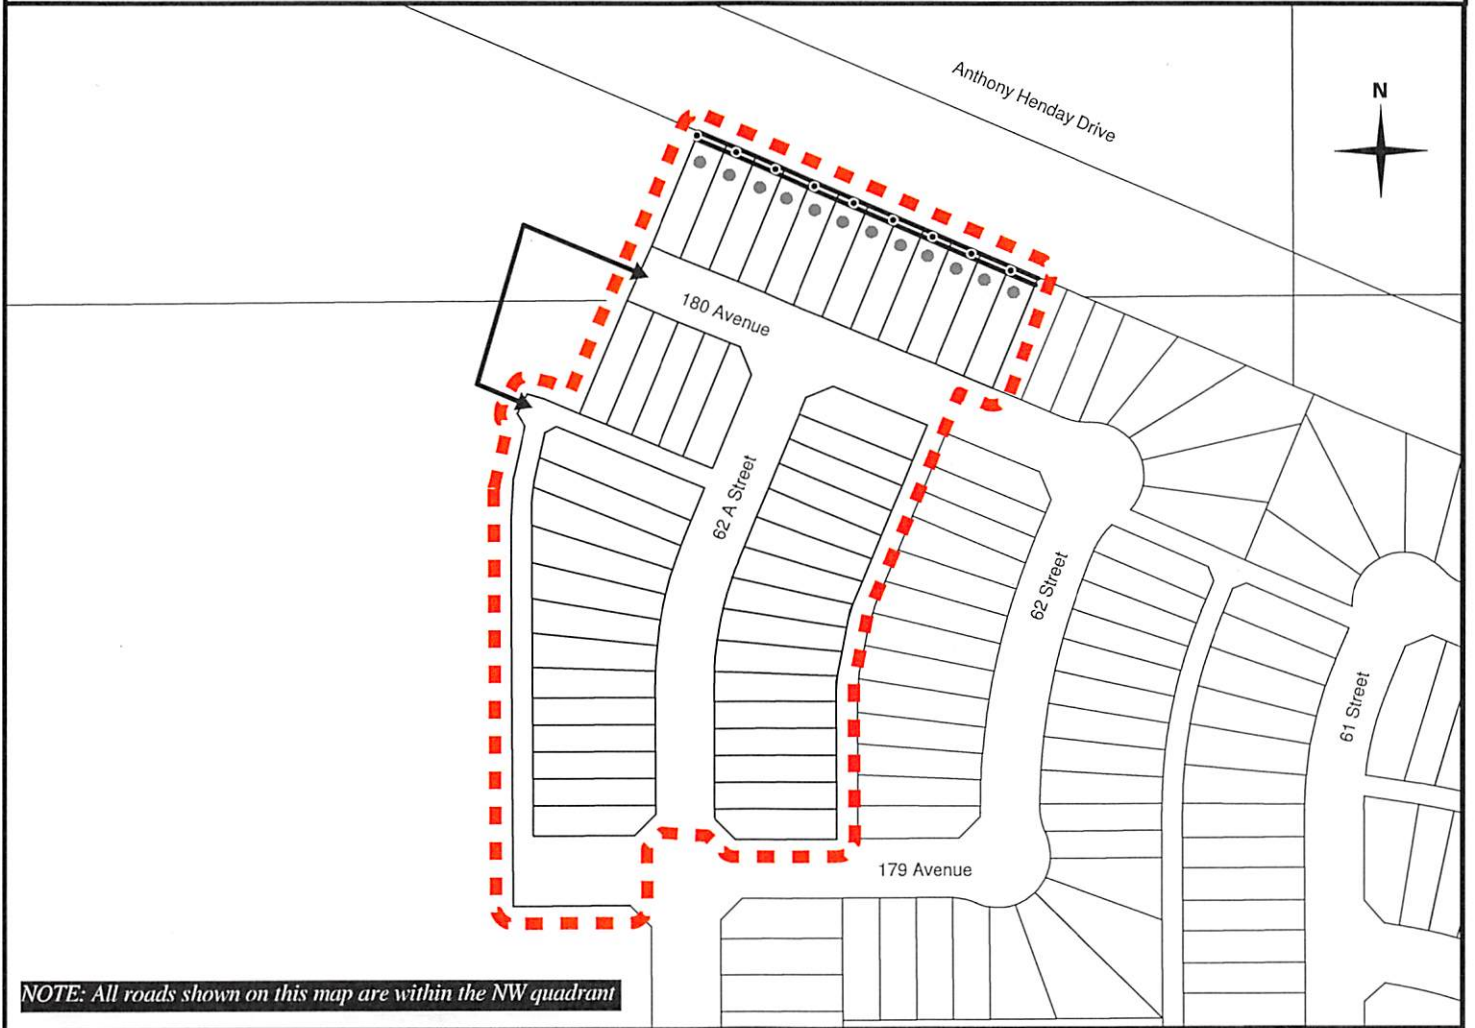 Anthony Henday Drive
N
180 Avenue
62 A Street
62 Street
61 Street
179 Avenue
NOTE: All roads shown on this map are within the NW quadrant